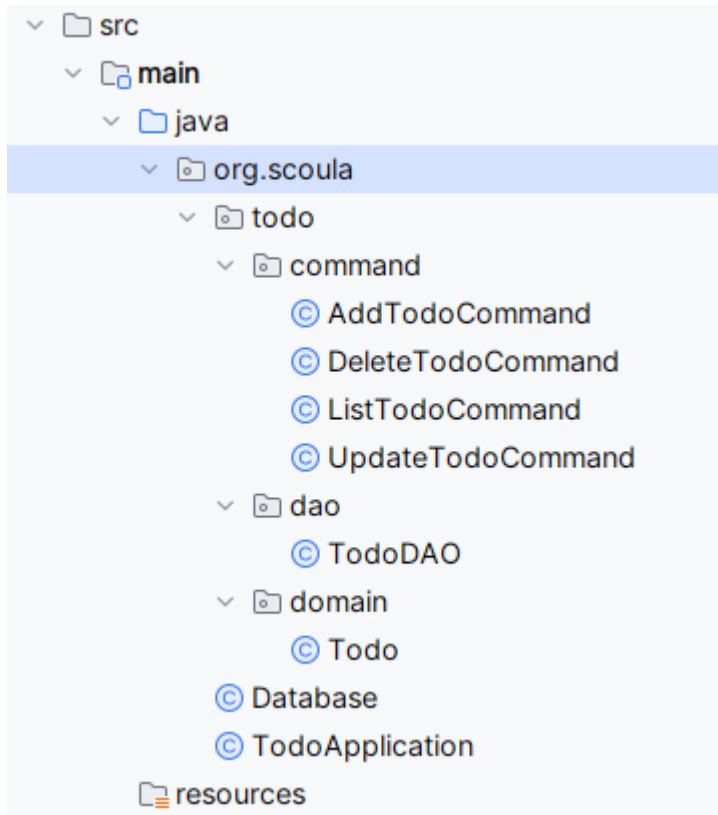 src
main
java
org.scoula
todo
command
AddTodoCommand
DeleteTodoCommand
ListTodoCommand
UpdateTodoCommand
dao
TodoDAO
domain
Todo
Database
TodoApplication
resources